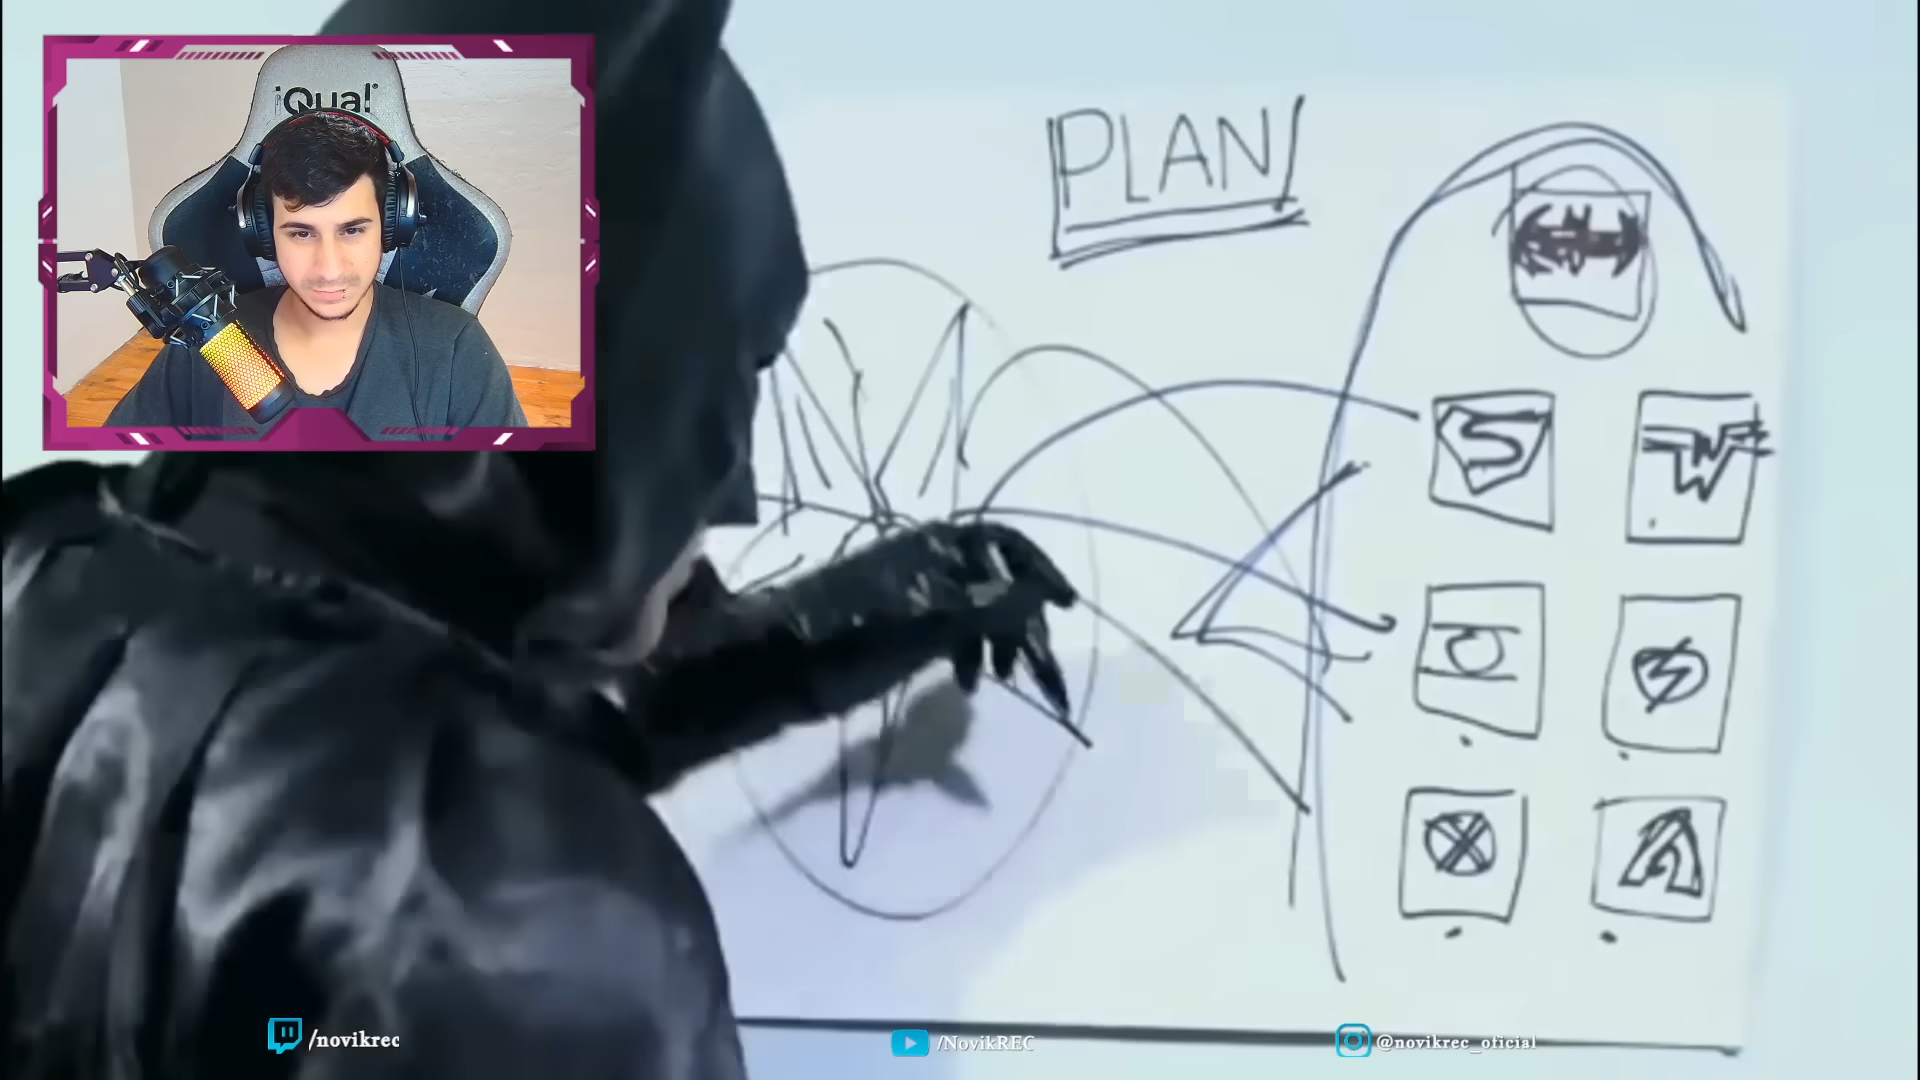 iQual
PLAN
S
W
X
A
/novikrec
/NovikREC
@novikrec_oficial